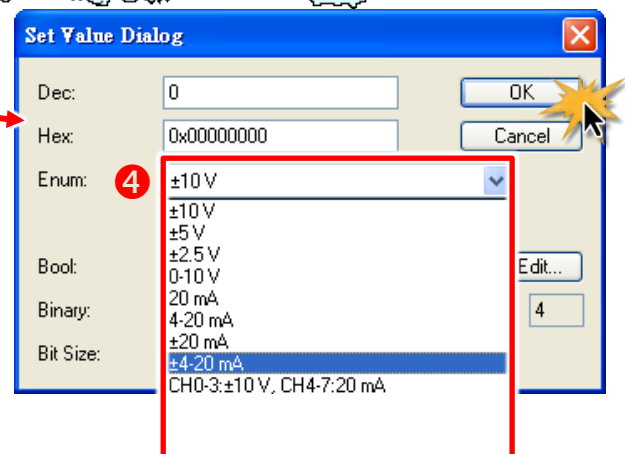 Set Value Dialog
Dec: 0 OK
Hex: 0x00000000 Cancel
Enum: 4 ±10 V
±10 V
±5 V
±2.5 V
0-10 V
20 mA
4-20 mA
±20 mA
±4-20 mA
CH0-3:±10 V, CH4-7:20 mA
Bool: Edit...
Binary: 4
Bit Size: